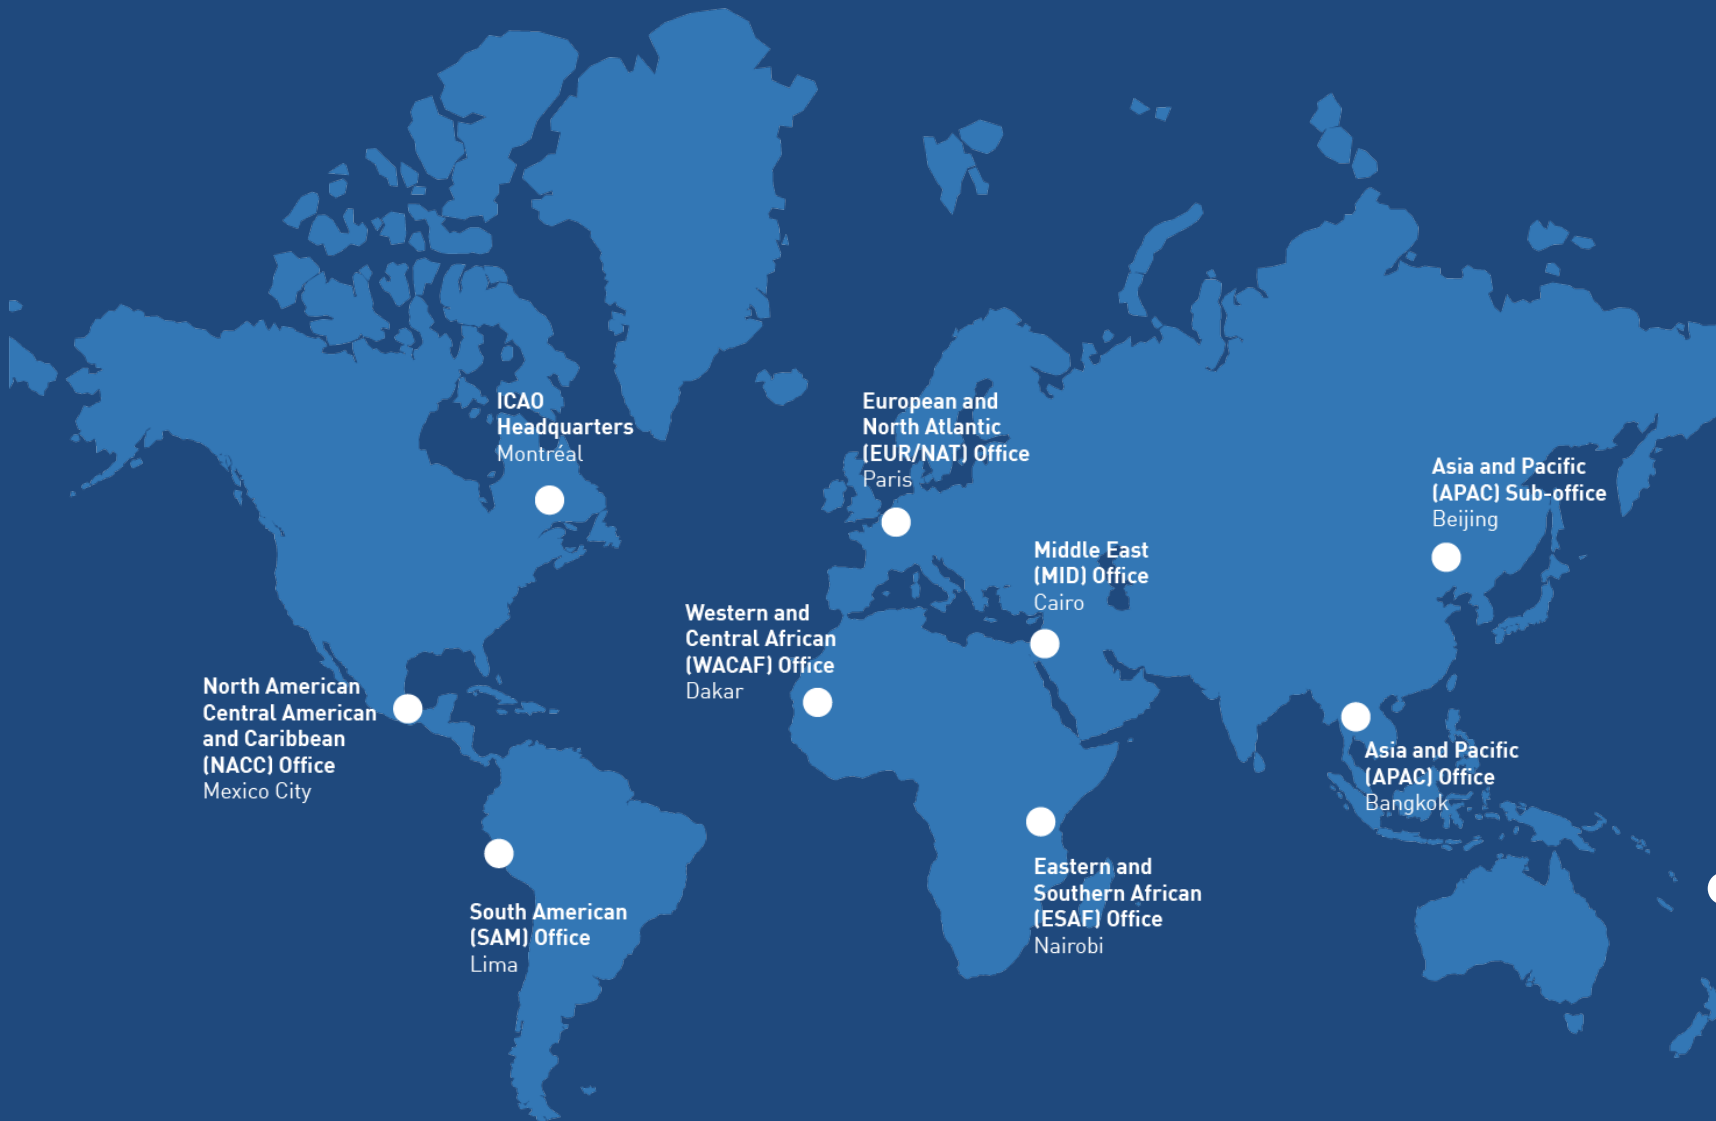 ICAO
Headquarters
Montréal
European and
North Atlantic
(EUR/NAT) Office
Paris
Asia and Pacific
(APAC) Sub-office
Beijing
Middle East
(MID) Office
Cairo
Western and
Central African
(WACAF) Office
Dakar
North American
Central American
and Caribbean
(NACC) Office
Mexico City
Asia and Pacific
(APAC) Office
Bangkok
Eastern and
Southern African
(ESAF) Office
Nairobi
South American
(SAM) Office
Lima